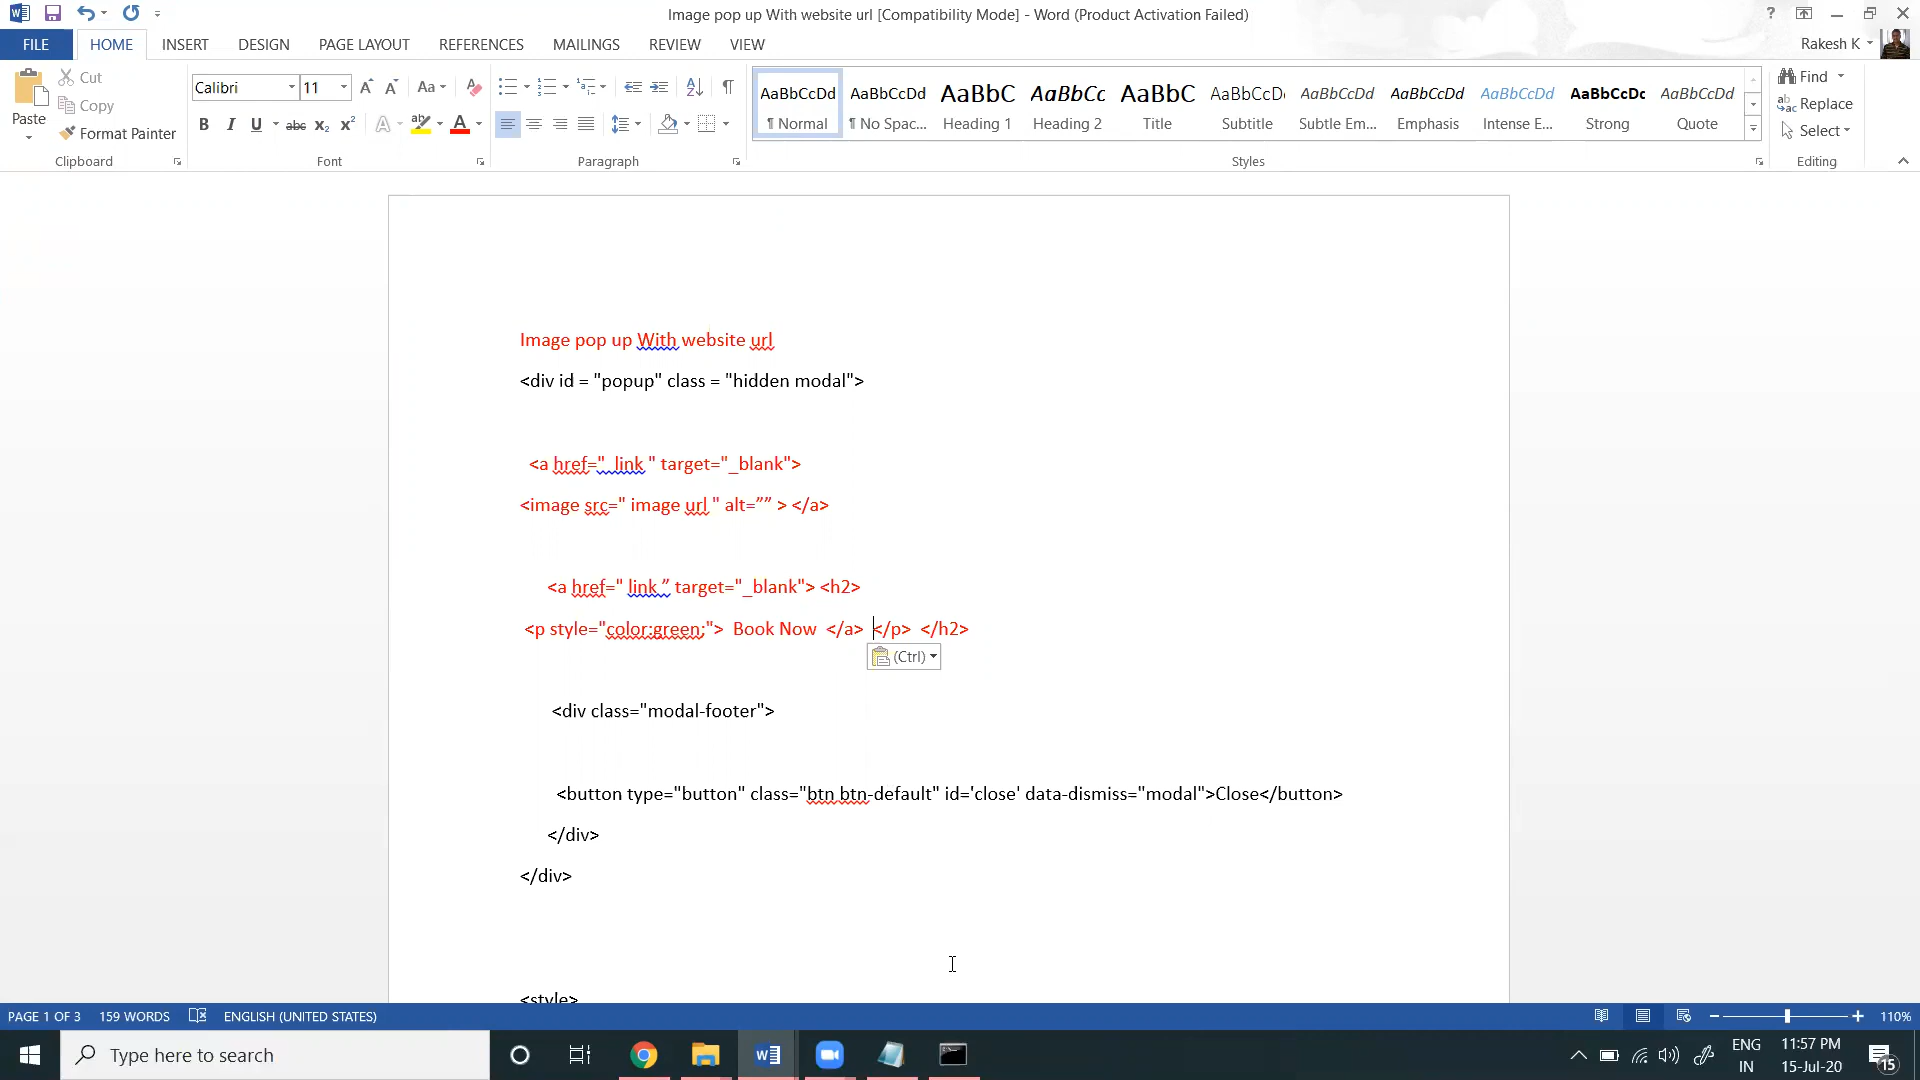 Image pop up With website url [Compatibility Mode] - Word (Product Activation Failed)
FILE HOME INSERT DESIGN PAGE LAYOUT REFERENCES MAILINGS REVIEW VIEW Rakesh K
Paste
Cut
Copy
Format Painter
Clipboard
Calibri 11
Font
Paragraph
AaBbCcDd AaBbCcDd AaBbC AaBbCc AaBbC AaBbCcD AaBbCcDd AaBbCcDd AaBbCcDd AaBbCcDc AaBbCcDd
¶ Normal ¶ No Spac... Heading 1 Heading 2 Title Subtitle Subtle Em... Emphasis Intense E... Strong Quote
Styles
Find
Replace
Select
Editing
Image pop up With website url
<div id = "popup" class = "hidden modal">
<a href="_link " target="_blank">
<image src=" image url " alt=”” > </a>
<a href=" link ” target="_blank"> <h2>
<p style="color:green;"> Book Now </a> </p> </h2>
(Ctrl)
<div class="modal-footer">
<button type="button" class="btn btn-default" id='close' data-dismiss="modal">Close</button>
</div>
</div>
<style>
PAGE 1 OF 3 159 WORDS ENGLISH (UNITED STATES) 110%
Type here to search
ENG
IN
11:57 PM
15-Jul-20
15